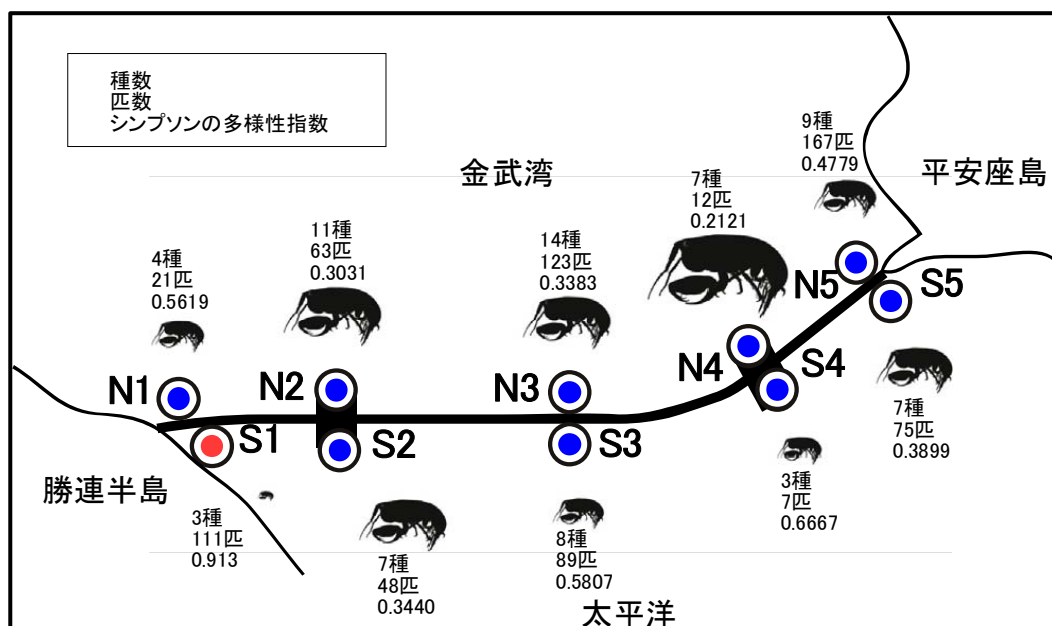 種数
匹数
シンプソンの多様性指数
金武湾
平安座島
9種
167匹
0.4779
7種
12匹
0.2121
11種
63匹
0.3031
14種
123匹
0.3383
4種
21匹
0.5619
N1
N2
N3
N4
N5
S1
S2
S3
S4
S5
勝連半島
3種
111匹
0.913
7種
48匹
0.3440
8種
89匹
0.5807
3種
7匹
0.6667
7種
75匹
0.3899
太平洋